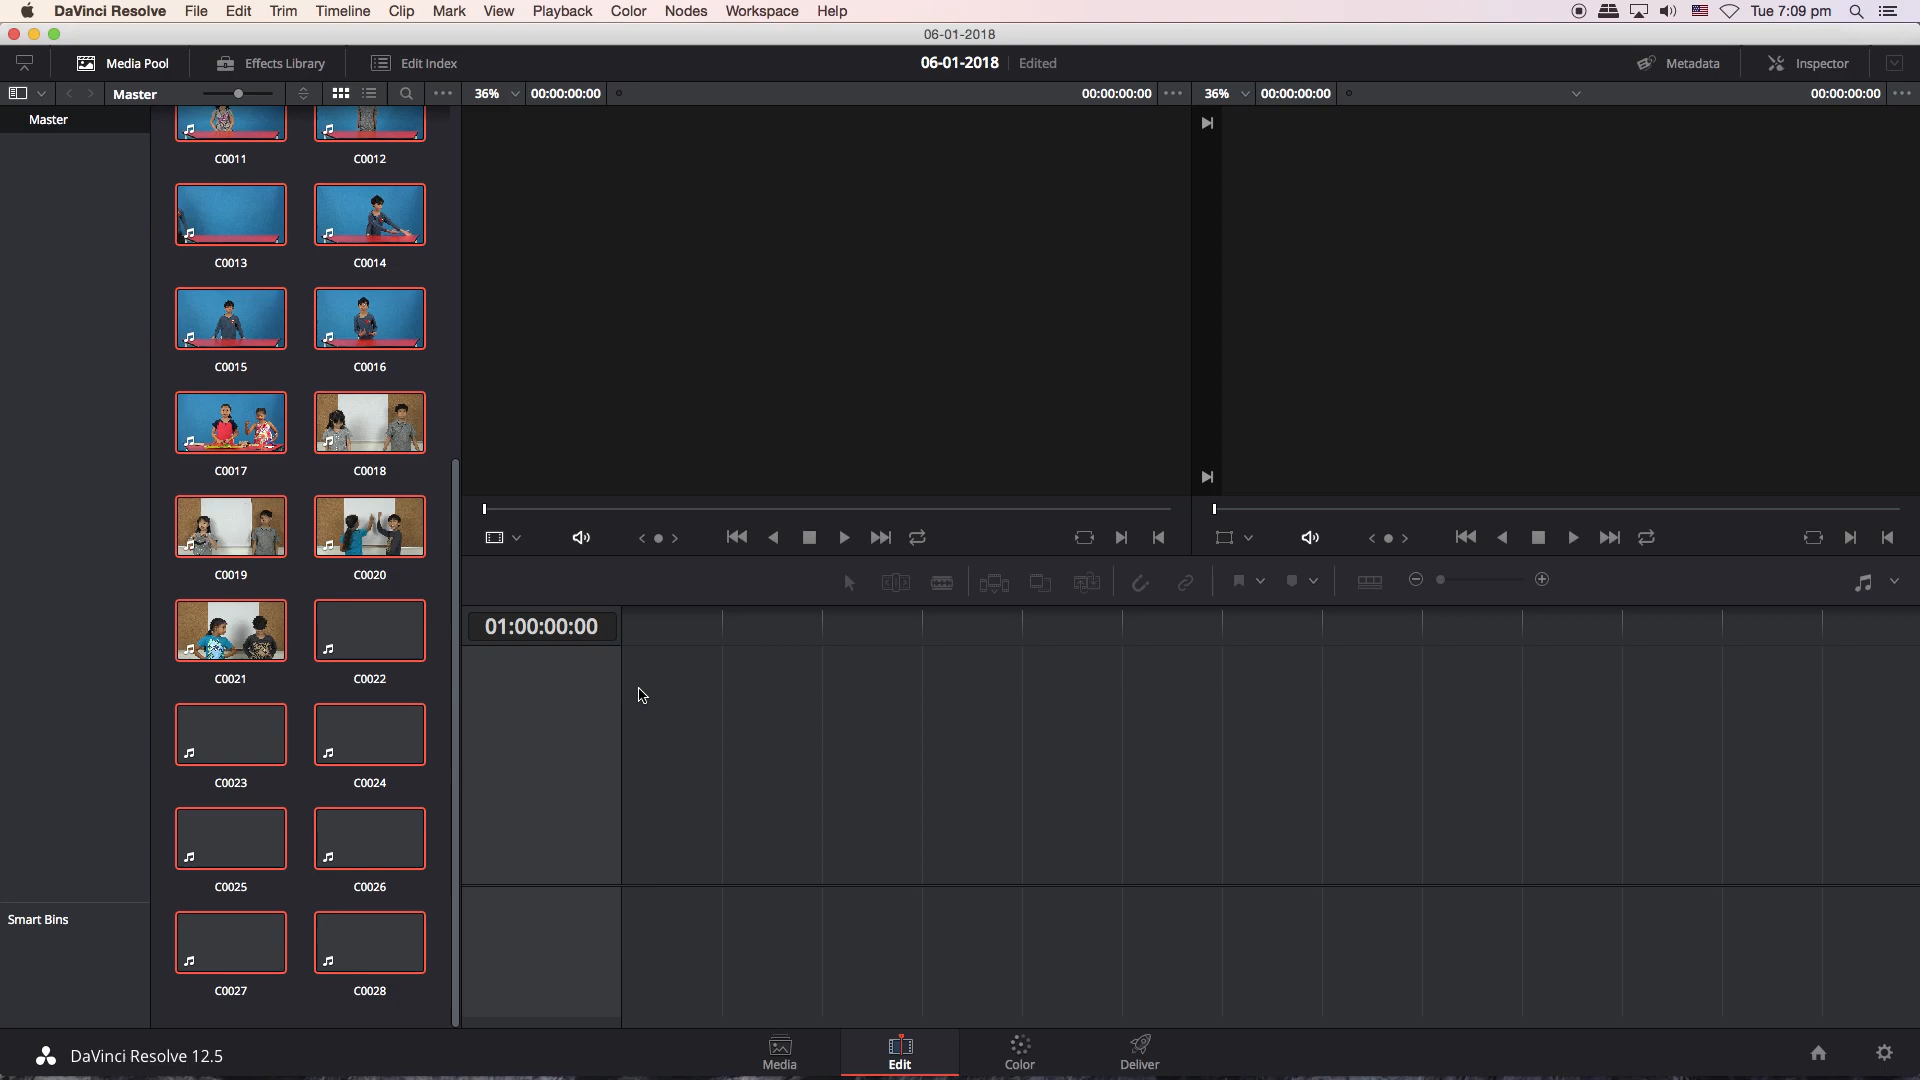 DaVinci Resolve File Edit Trim Timeline Clip Mark View Playback Color Nodes Workspace Help Tue 7:09 pm
06-01-2018
Media Pool Effects Library Edit Index 06-01-2018 Edited Metadata Inspector
Master 36% 00:00:00:00 00:00:00:00 36% 00:00:00:00 00:00:00:00
Master
C0011 C0012
C0013 C0014
C0015 C0016
C0017 C0018
C0019 C0020
C0021 C0022
C0023 C0024
C0025 C0026
C0027 C0028
01:00:00:00
Smart Bins
DaVinci Resolve 12.5
Media Edit Color Deliver